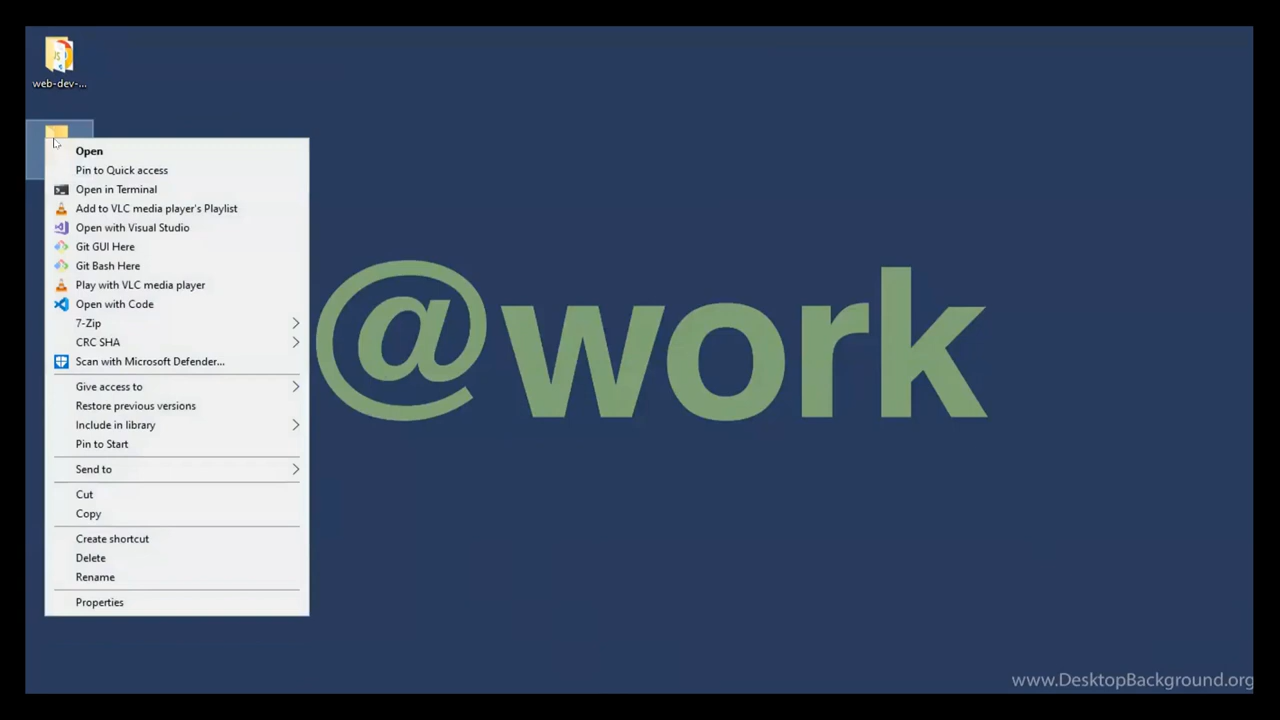 web-dev-...
Open
Pin to Quick access
Open in Terminal
Add to VLC media player's Playlist
Open with Visual Studio
Git GUI Here
Git Bash Here
Play with VLC media player
Open with Code
7-Zip
CRC SHA
Scan with Microsoft Defender...
Give access to
Restore previous versions
Include in library
Pin to Start
Send to
Cut
Copy
Create shortcut
Delete
Rename
Properties
@work
www.DesktopBackground.org